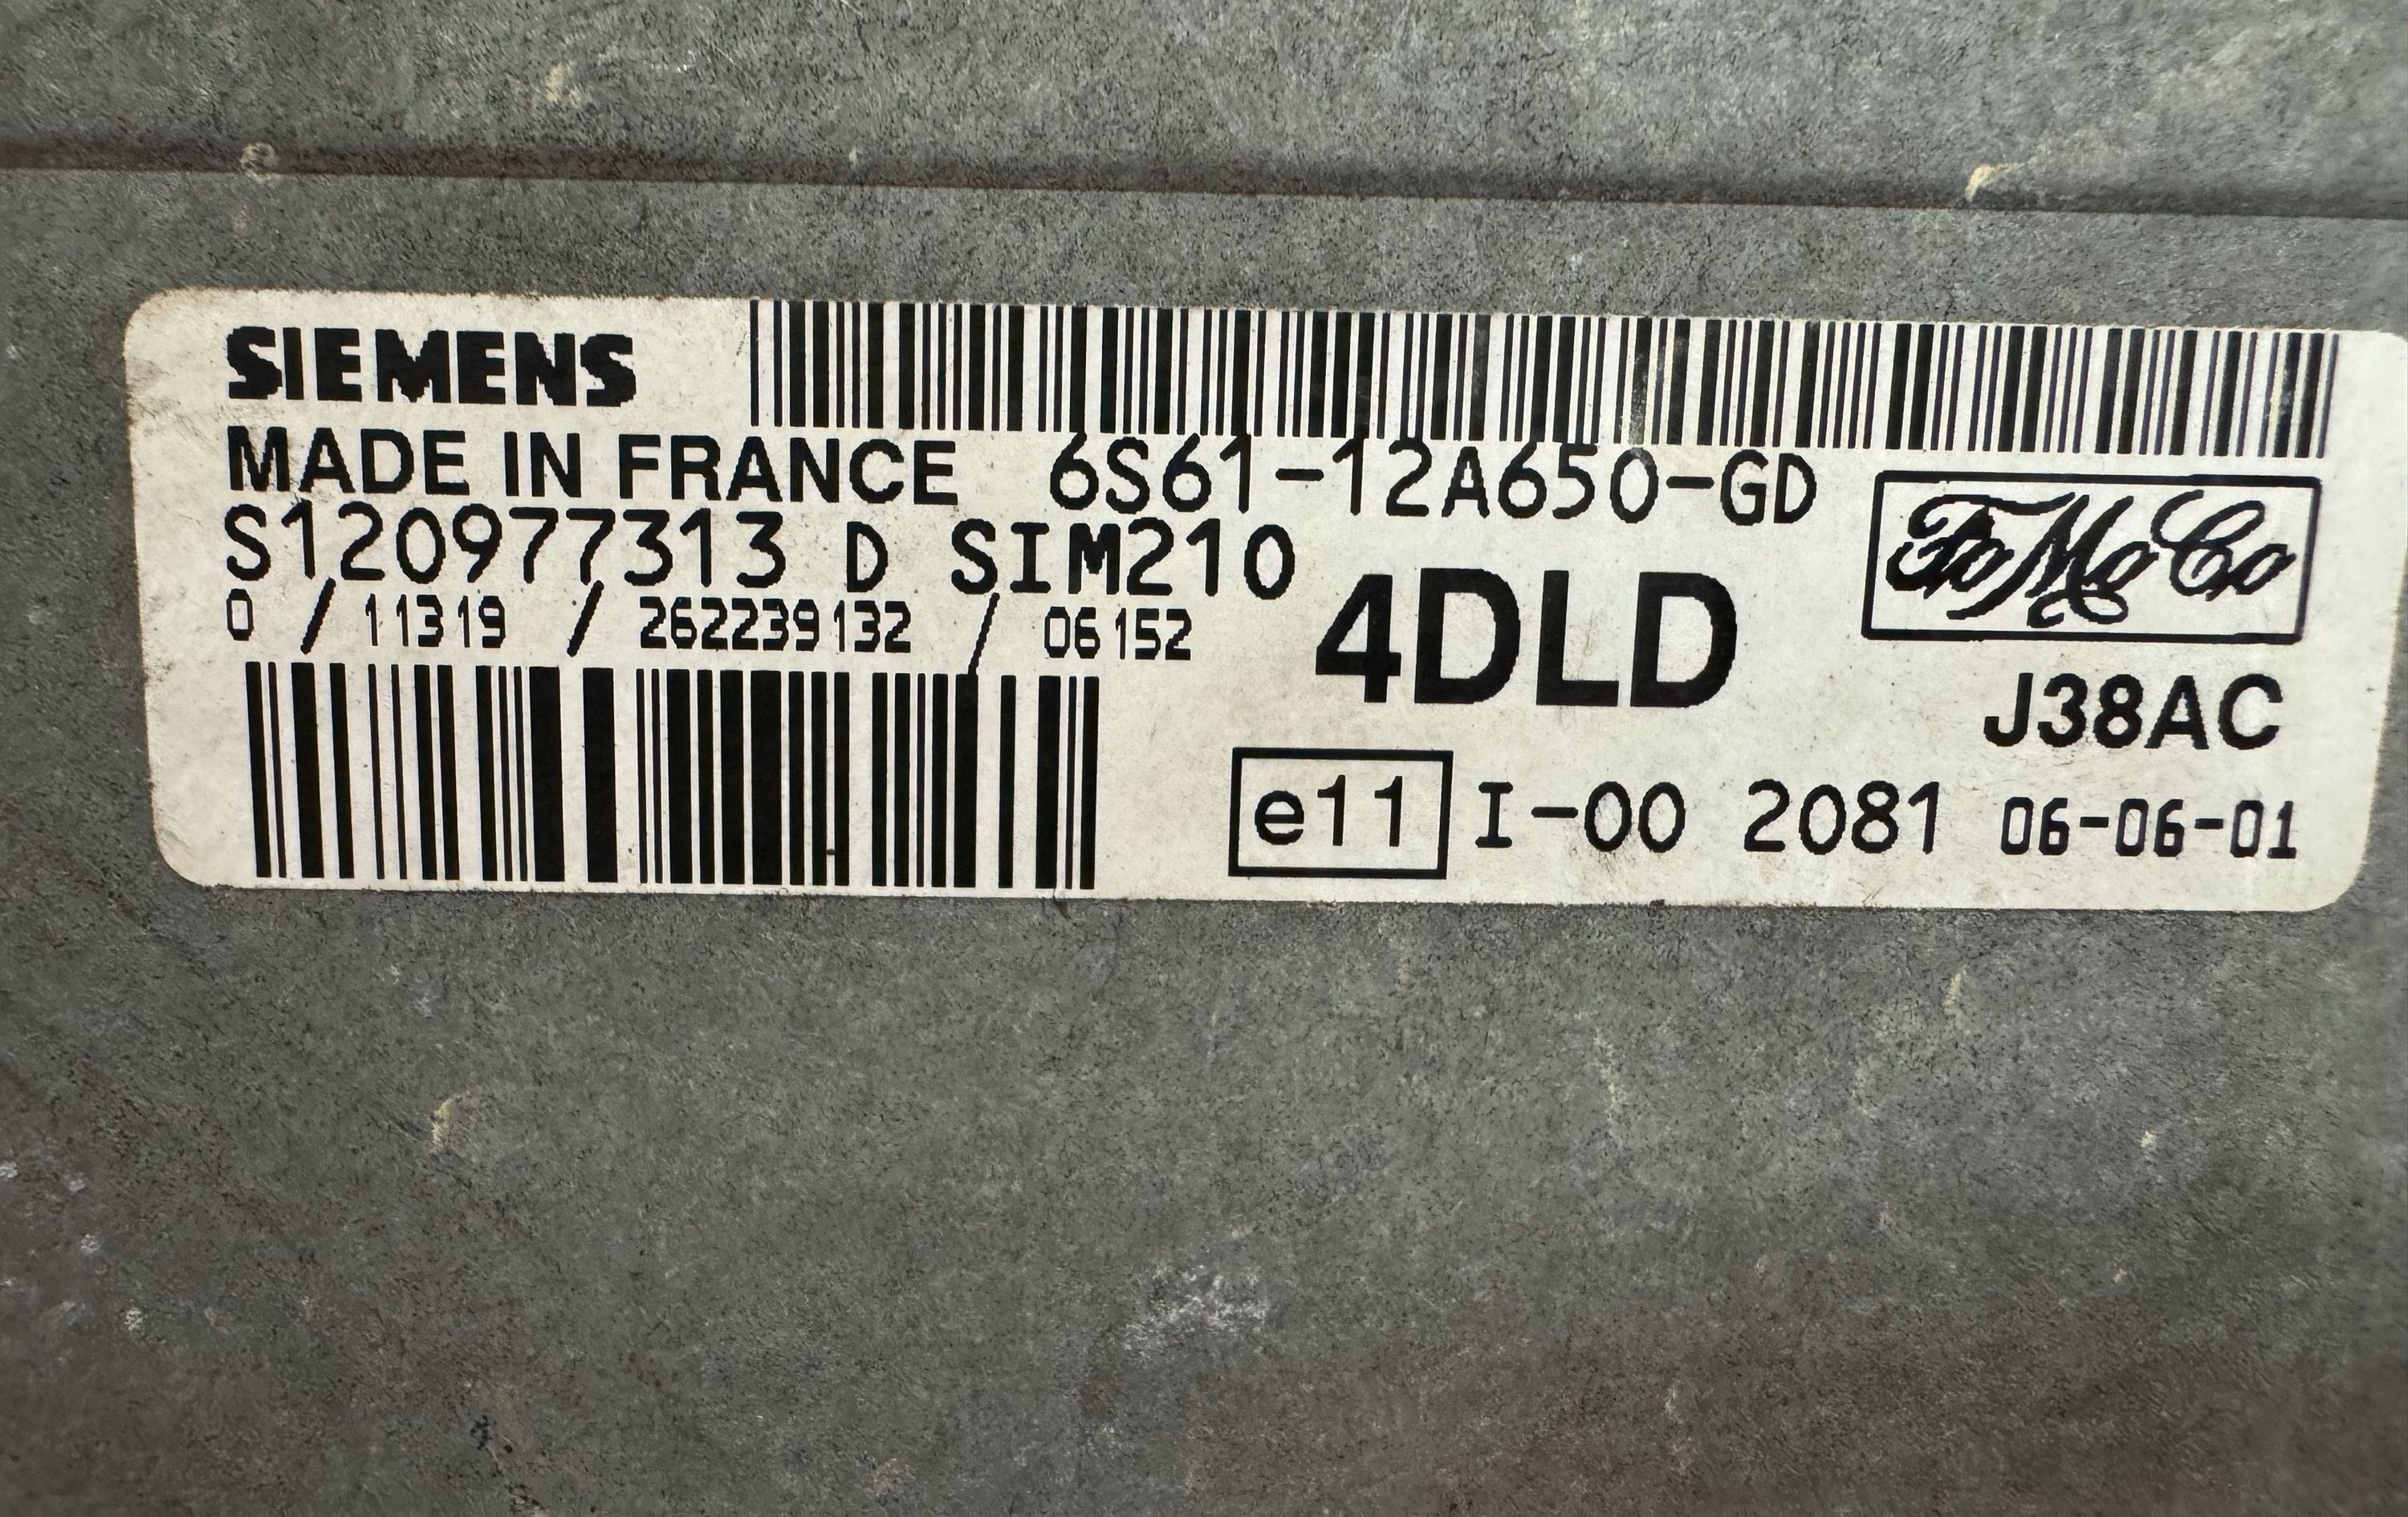 SIEMENS
MADE IN FRANCE 6S61-12A650-GD
S120977313 D SIM210
FoMoCo
0 / 11319 / 262239132 / 06152
4DLD
J38AC
e11 I-00 2081 06-06-01